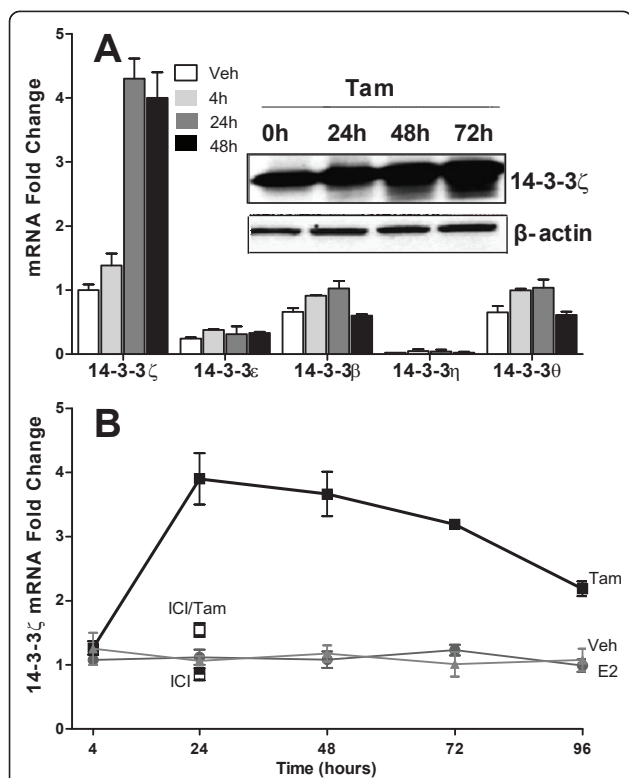 A
mRNA Fold Change
5
4
3
2
1
0
Veh
4h
24h
48h
Tam
0h 24h 48h 72h
14-3-3ζ
β-actin
14-3-3ζ 14-3-3ε 14-3-3β 14-3-3η 14-3-3θ
B
14-3-3ζ mRNA Fold Change
5
4
3
2
1
0
ICI/Tam
ICI
Tam
Veh
E2
4 24 48 72 96
Time (hours)